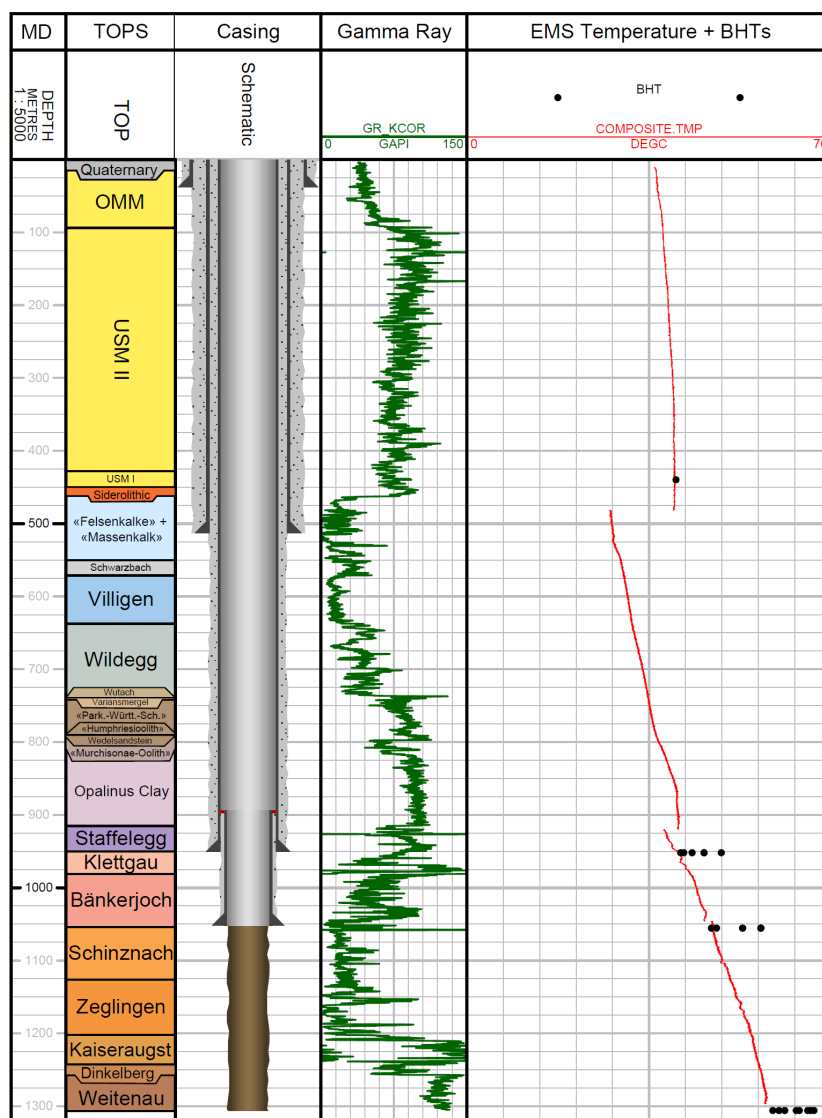 MD TOPS Casing Gamma Ray EMS Temperature + BHTs
DEPTH
METRES
1 : 5000
TOP
Schematic
BHT
GR_KCOR
0 GAPI 150
COMPOSITE.TMP
0 DEGC 70
Quaternary
OMM
100
200
USM II
300
400
USM I
Siderolithic
500
«Felsenkalke» +
«Massenkalk»
Schwarzbach
600
Villigen
Wildegg
700
Wutach
Variansmergel
«Park.-Württ.-Sch.»
«Humphriesioolith»
Wedelsandstein
800
«Murchisonae-Oolith»
Opalinus Clay
900
Staffelegg
Klettgau
1000
Bänkerjoch
Schinznach
1100
Zeglingen
1200
Kaiseraugst
Dinkelberg
Weitenau
1300